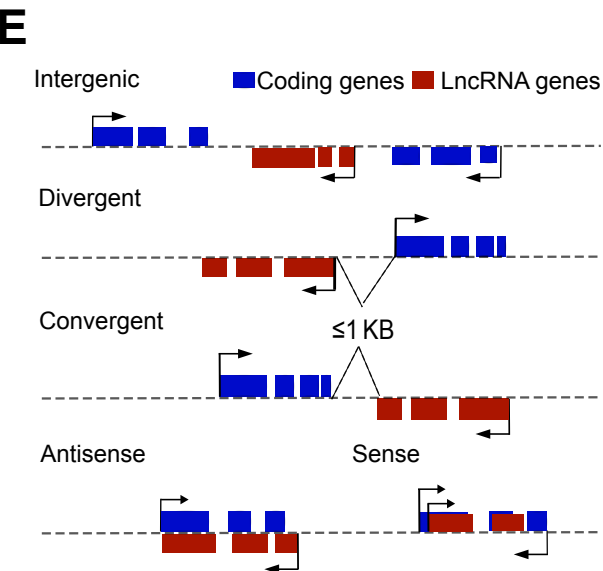 E
Intergenic
Coding genes LncRNA genes
Divergent
Convergent
≤1 KB
Antisense Sense